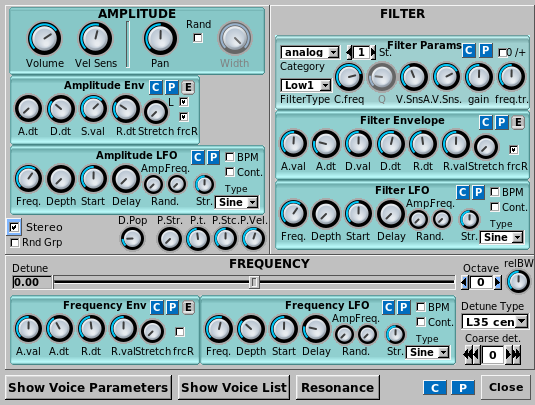 AMPLITUDE
Rand
Volume Vel Sens Pan Width
Amplitude Env C P E
L
A.dt D.dt S.val R.dt Stretch frcR
Amplitude LFO C P BPM
AmpFreq. Cont.
Type
Freq. Depth Start Delay Rand. Str. Sine
Stereo
Rnd Grp
D.Pop P.Str. P.t. P.Stc. P.Vel.
FILTER
analog 1 St. Filter Params C P 0 /+
Category
Low1
FilterType C.freq Q V.SnsA. V.Sns. gain freq.tr.
Filter Envelope C P E
A.val A.dt D.val D.dt R.dt R.val Stretch frcR
Filter LFO C P BPM
AmpFreq. Cont.
Type
Freq. Depth Start Delay Rand. Str. Sine
FREQUENCY
Detune
0.00
Octave 0 relBW
Frequency Env C P E
A.val A.dt R.dt R.val Stretch frcR
Frequency LFO C P BPM
AmpFreq. Cont.
Type
Freq. Depth Start Delay Rand. Str. Sine
Detune Type
L35 cen
Coarse det.
0
Show Voice Parameters Show Voice List Resonance C P Close